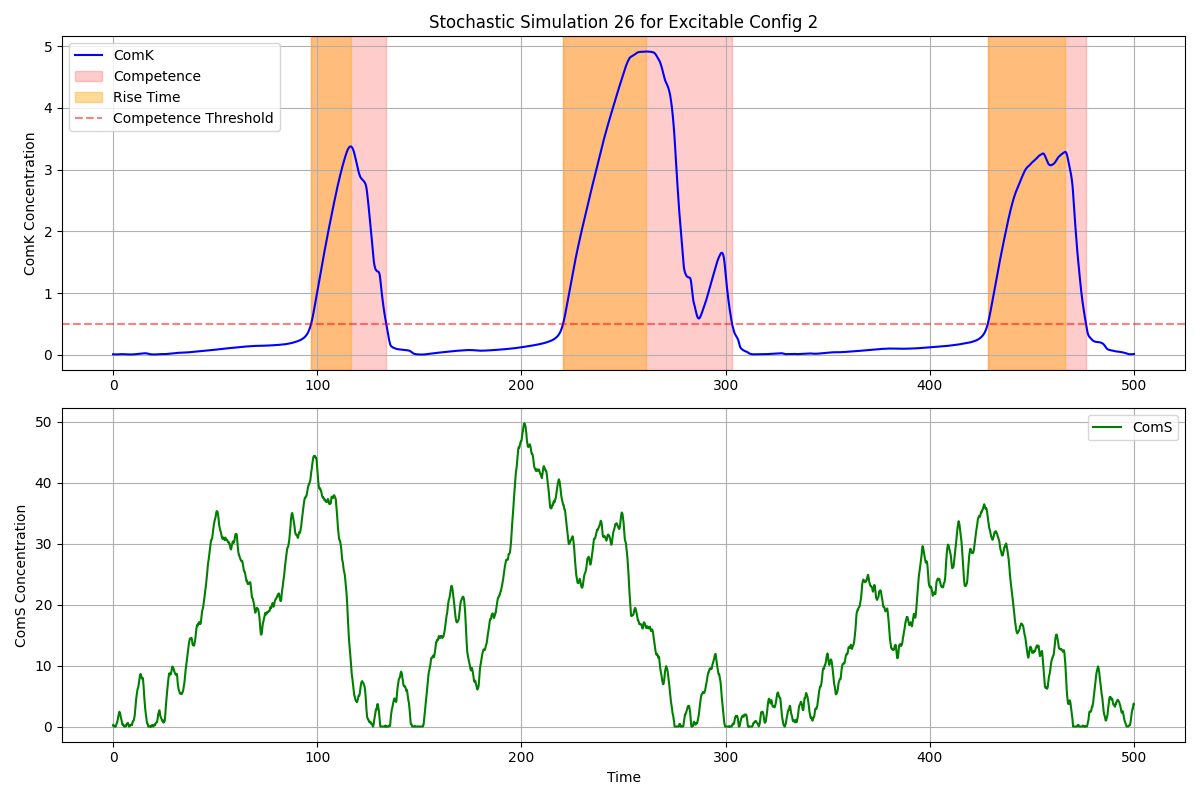 Stochastic Simulation 26 for Excitable Config 2
ComK Concentration
5
4
3
2
1
0
ComK
Competence
Rise Time
Competence Threshold
0 100 200 300 400 500
ComS Concentration
50
40
30
20
10
0
ComS
0 100 200 300 400 500
Time